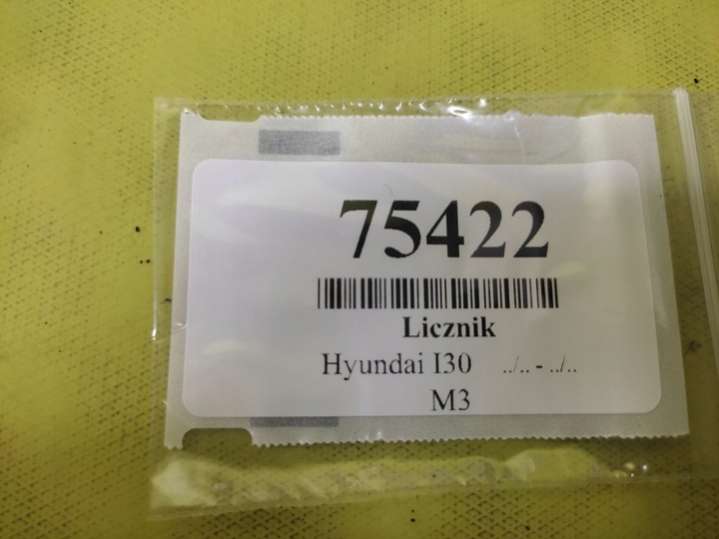 75422
Licznik
Hyundai I30 ../.. - ../..
M3